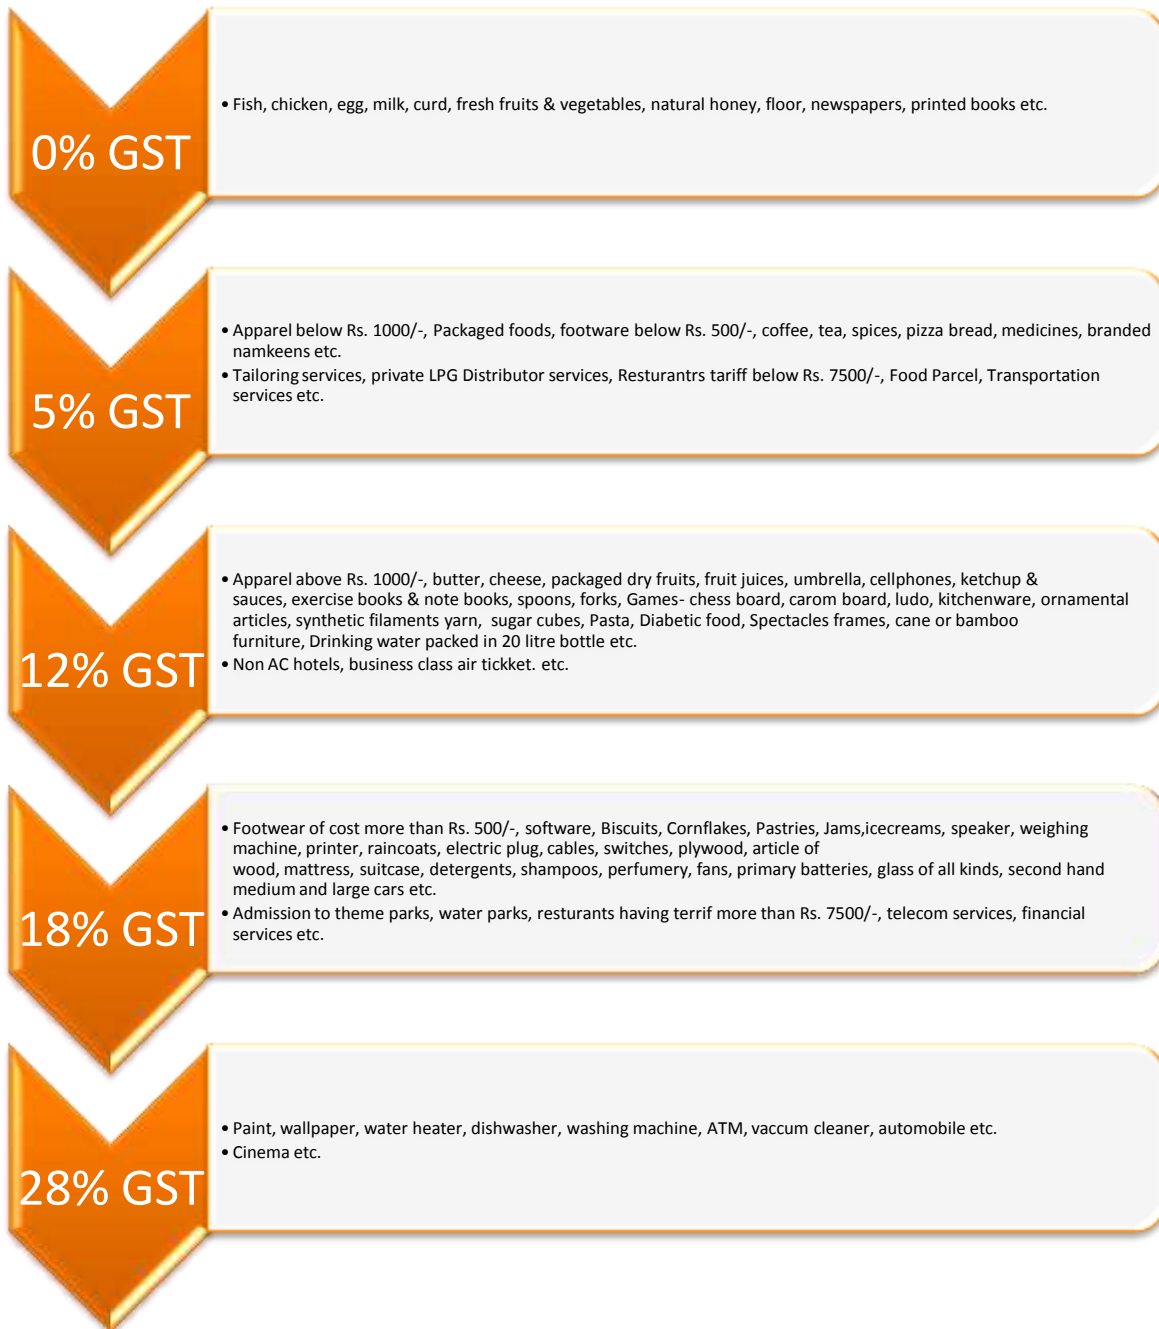 0% GST
• Fish, chicken, egg, milk, curd, fresh fruits & vegetables, natural honey, floor, newspapers, printed books etc.
5% GST
• Apparel below Rs. 1000/-, Packaged foods, footware below Rs. 500/-, coffee, tea, spices, pizza bread, medicines, branded
namkeens etc.
• Tailoring services, private LPG Distributor services, Resturantrs tariff below Rs. 7500/-, Food Parcel, Transportation
services etc.
12% GST
• Apparel above Rs. 1000/-, butter, cheese, packaged dry fruits, fruit juices, umbrella, cellphones, ketchup &
sauces, exercise books & note books, spoons, forks, Games- chess board, carom board, ludo, kitchenware, ornamental
articles, synthetic filaments yarn, sugar cubes, Pasta, Diabetic food, Spectacles frames, cane or bamboo
furniture, Drinking water packed in 20 litre bottle etc.
• Non AC hotels, business class air tickket. etc.
18% GST
• Footwear of cost more than Rs. 500/-, software, Biscuits, Cornflakes, Pastries, Jams,icecreams, speaker, weighing
machine, printer, raincoats, electric plug, cables, switches, plywood, article of
wood, mattress, suitcase, detergents, shampoos, perfumery, fans, primary batteries, glass of all kinds, second hand
medium and large cars etc.
• Admission to theme parks, water parks, resturants having terrif more than Rs. 7500/-, telecom services, financial
services etc.
28% GST
• Paint, wallpaper, water heater, dishwasher, washing machine, ATM, vaccum cleaner, automobile etc.
• Cinema etc.